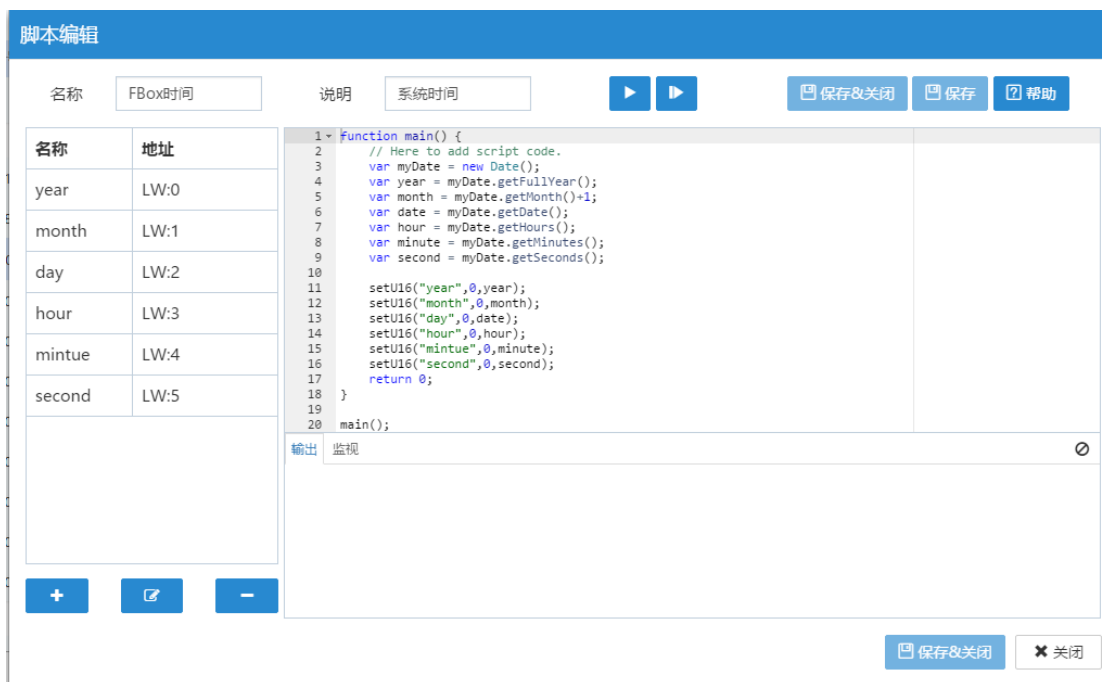 脚本编辑
名称 FBox时间 说明 系统时间 保存&关闭 保存 帮助
名称 地址
year LW:0
month LW:1
day LW:2
hour LW:3
mintue LW:4
second LW:5
1 function main() {
2 // Here to add script code.
3 var myDate = new Date();
4 var year = myDate.getFullYear();
5 var month = myDate.getMonth()+1;
6 var date = myDate.getDate();
7 var hour = myDate.getHours();
8 var minute = myDate.getMinutes();
9 var second = myDate.getSeconds();
10
11 setU16("year",0,year);
12 setU16("month",0,month);
13 setU16("day",0,date);
14 setU16("hour",0,hour);
15 setU16("mintue",0,minute);
16 setU16("second",0,second);
17 return 0;
18 }
19
20 main();
输出 监视
保存&关闭 关闭